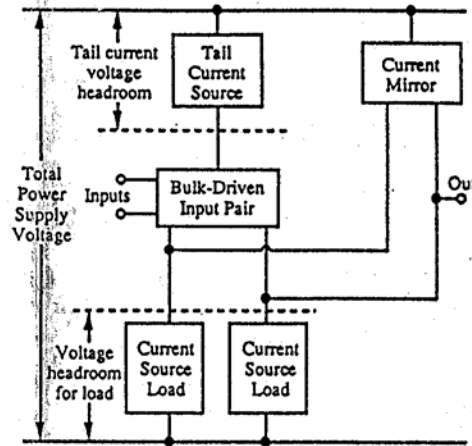 Tail current
voltage
headroom
Tail
Current
Source
Current
Mirror
Total
Power
Supply
Voltage
Inputs
Bulk-Driven
Input Pair
Ou
Voltage
headroom
for load
Current
Source
Load
Current
Source
Load